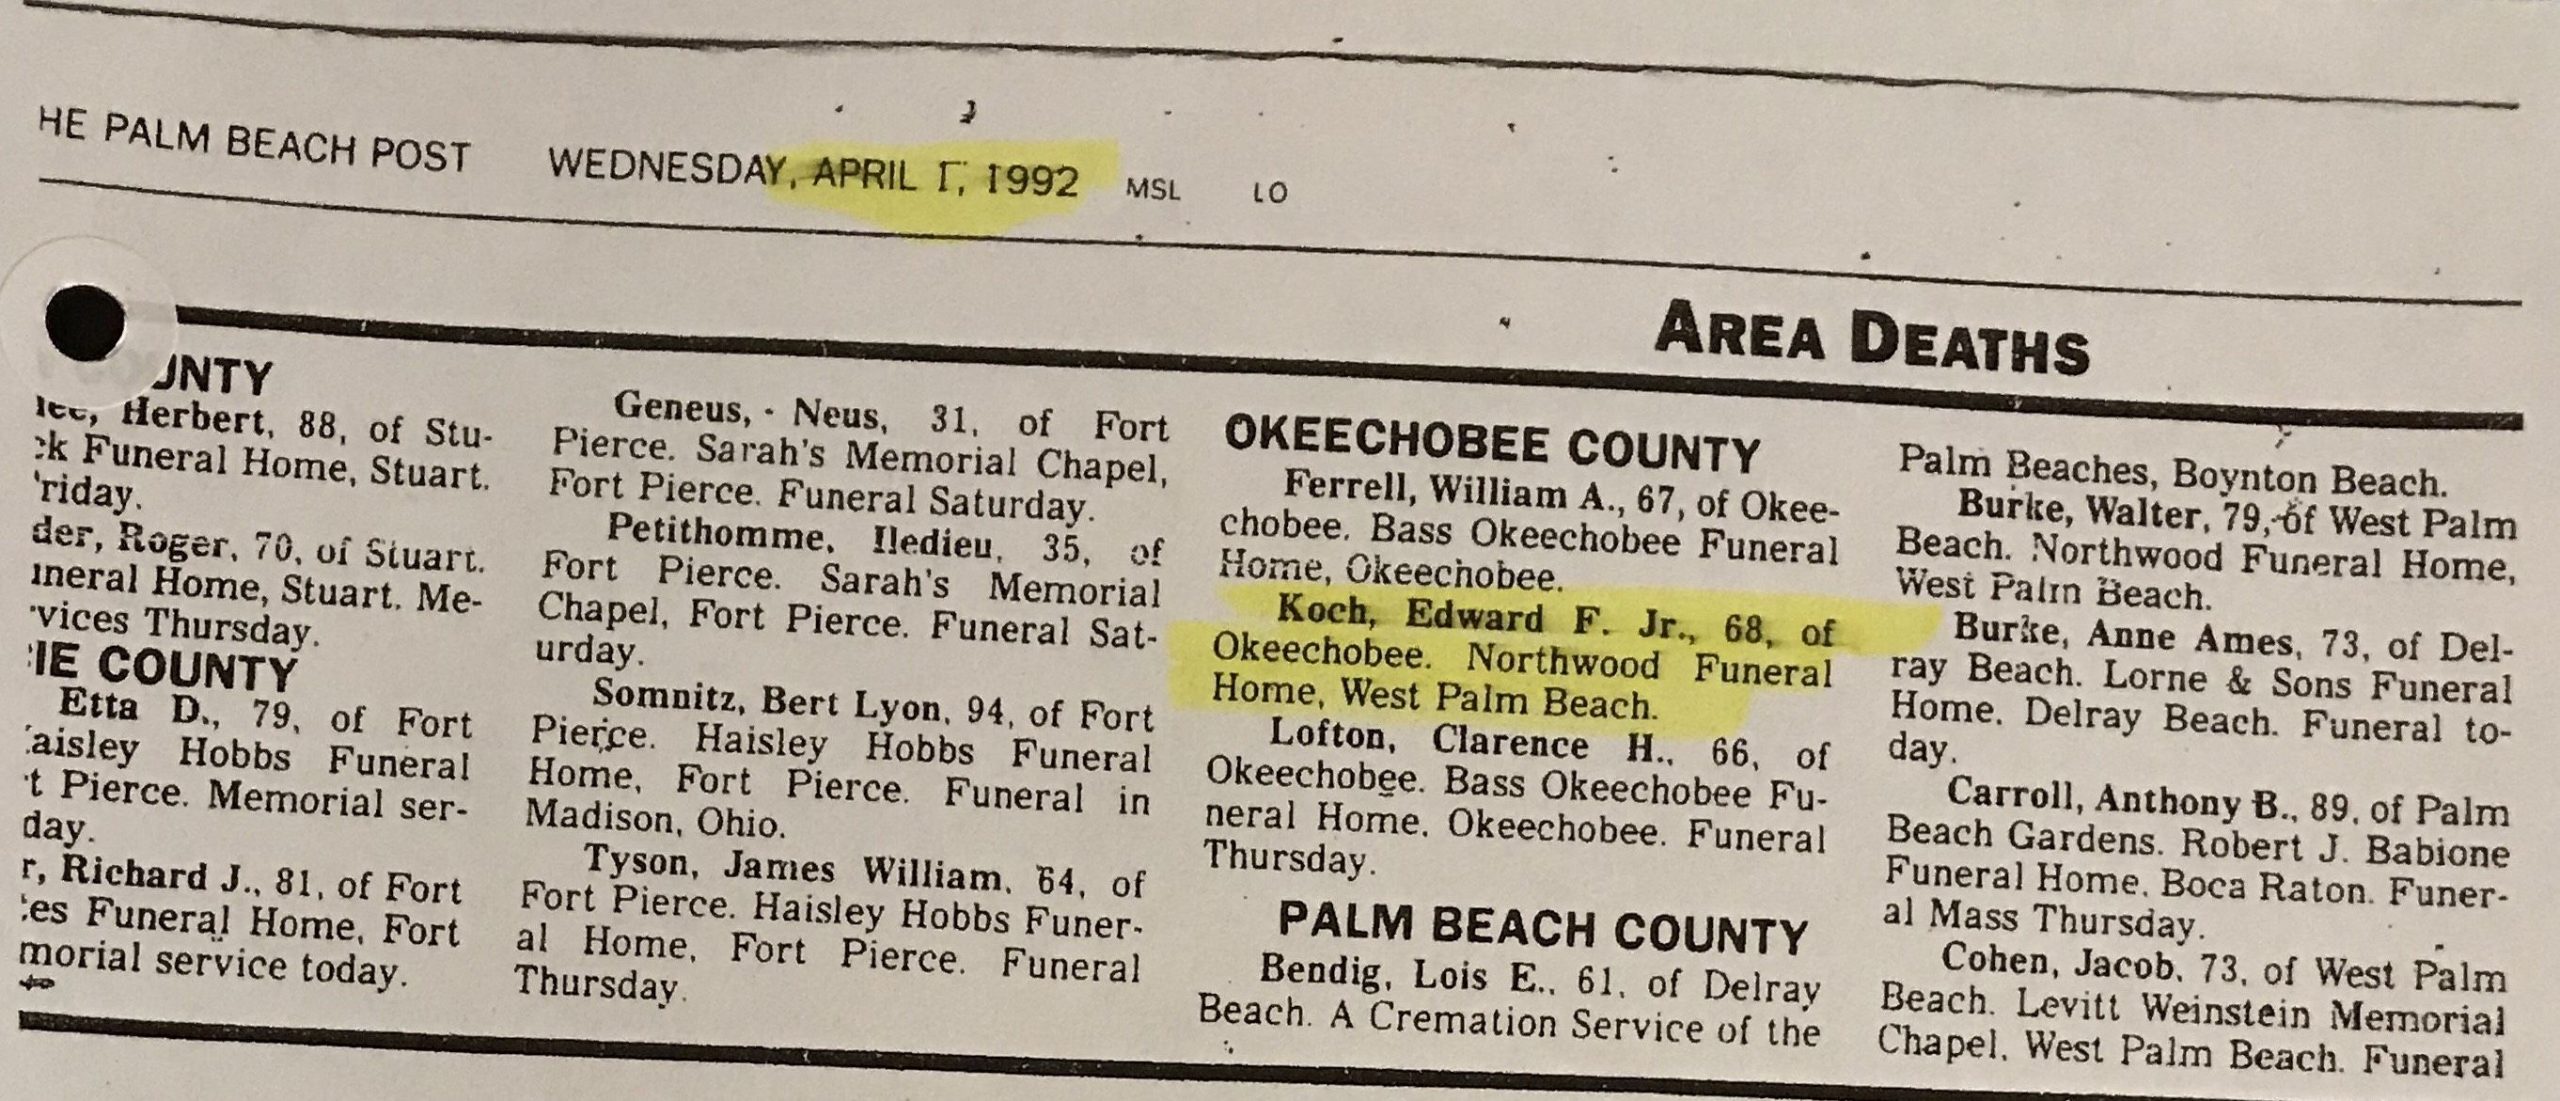 HE PALM BEACH POST WEDNESDAY, APRIL 1, 1992 MSL LO
AREA DEATHS
UNTY
Herbert, 88, of Stu-
k Funeral Home, Stuart.
riday.
der, Roger, 70, of Stuart.
neral Home, Stuart. Me-
vices Thursday.
IE COUNTY
Etta D., 79, of Fort
aisley Hobbs Funeral
t Pierce. Memorial ser-
day.
r, Richard J., 81, of Fort
es Funeral Home, Fort
morial service today.
Geneus, Neus, 31, of Fort
Pierce. Sarah's Memorial Chapel,
Fort Pierce. Funeral Saturday.
Petithomme, Iledieu, 35, of
Fort Pierce. Sarah's Memorial
Chapel, Fort Pierce. Funeral Sat-
urday.
Somnitz, Bert Lyon, 94, of Fort
Pierce. Haisley Hobbs Funeral
Home, Fort Pierce. Funeral in
Madison, Ohio.
Tyson, James William, 64, of
Fort Pierce. Haisley Hobbs Funer-
al Home, Fort Pierce. Funeral
Thursday.
OKEECHOBEE COUNTY
Ferrell, William A., 67, of Okee-
chobee. Bass Okeechobee Funeral
Home, Okeechobee.
Koch, Edward F. Jr., 68, of
Okeechobee. Northwood Funeral
Home, West Palm Beach.
Lofton, Clarence H., 66, of
Okeechobee. Bass Okeechobee Fu-
neral Home, Okeechobee. Funeral
Thursday.
PALM BEACH COUNTY
Bendig, Lois E., 61, of Delray
Beach. A Cremation Service of the
Palm Beaches, Boynton Beach.
Burke, Walter, 79, of West Palm
Beach. Northwood Funeral Home,
West Palm Beach.
Burke, Anne Ames, 73, of Del-
ray Beach. Lorne & Sons Funeral
Home, Delray Beach. Funeral to-
day.
Carroll, Anthony B., 89, of Palm
Beach Gardens. Robert J. Babione
Funeral Home, Boca Raton. Funer-
al Mass Thursday.
Cohen, Jacob, 73, of West Palm
Beach. Levitt Weinstein Memorial
Chapel, West Palm Beach. Funeral